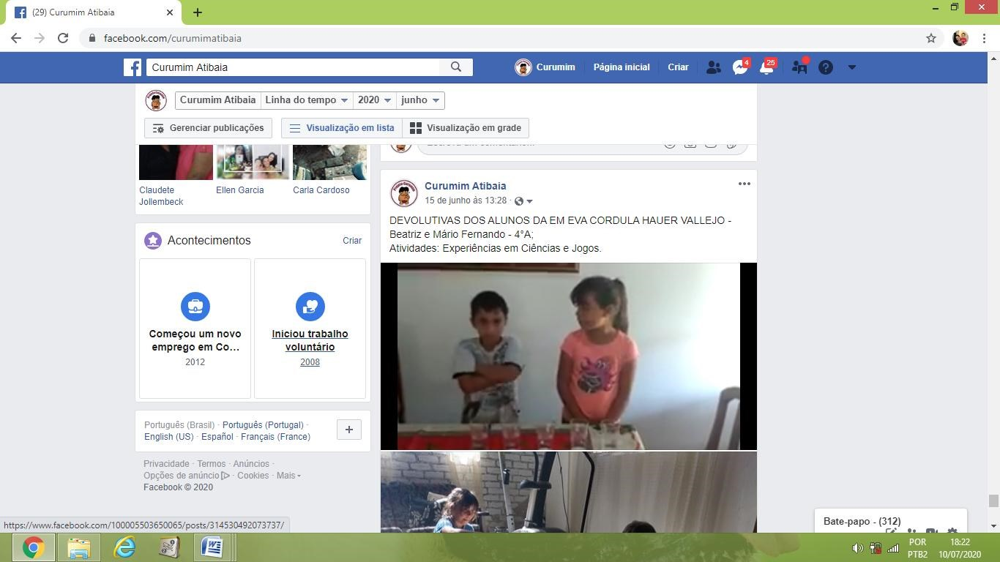 (29) Curumim Atibaia
facebook.com/curumimatibaia
Curumim Atibaia
Curumim
Página inicial
Criar
4
25
Curumim Atibaia
Linha do tempo
2020
junho
Gerenciar publicações
Visualização em lista
Visualização em grade
Claudete
Jollembeck
Ellen Garcia
Carla Cardoso
Acontecimentos
Criar
Começou um novo
emprego em Co...
2012
Iniciou trabalho
voluntário
2008
Português (Brasil) · Português (Portugal) ·
English (US) · Español · Français (France)
Privacidade · Termos · Anúncios ·
Opções de anúncio · Cookies · Mais
Facebook © 2020
Curumim Atibaia
15 de junho às 13:28 ·
DEVOLUTIVAS DOS ALUNOS DA EM EVA CORDULA HAUER VALLEJO -
Beatriz e Mário Fernando - 4°A;
Atividades: Experiências em Ciências e Jogos.
https://www.facebook.com/100005503650065/posts/314530492073737/
Bate-papo - (312)
POR
PTB2
18:22
10/07/2020